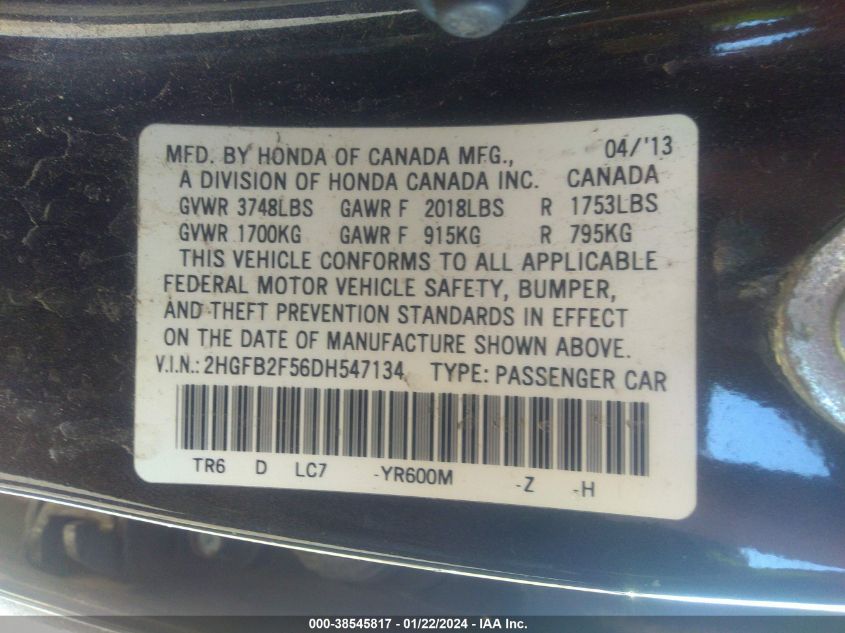 MFD. BY HONDA OF CANADA MFG., 04/'13
A DIVISION OF HONDA CANADA INC. CANADA
GVWR 3748LBS GAWR F 2018LBS R 1753LBS
GVWR 1700KG GAWR F 915KG R 795KG
THIS VEHICLE CONFORMS TO ALL APPLICABLE
FEDERAL MOTOR VEHICLE SAFETY, BUMPER,
AND THEFT PREVENTION STANDARDS IN EFFECT
ON THE DATE OF MANUFACTURE SHOWN ABOVE.
V.I.N.: 2HGFB2F56DH547134 TYPE: PASSENGER CAR
TR6 D LC7 -YR600M -Z -H
000-38545817 - 01/22/2024 - IAA Inc.